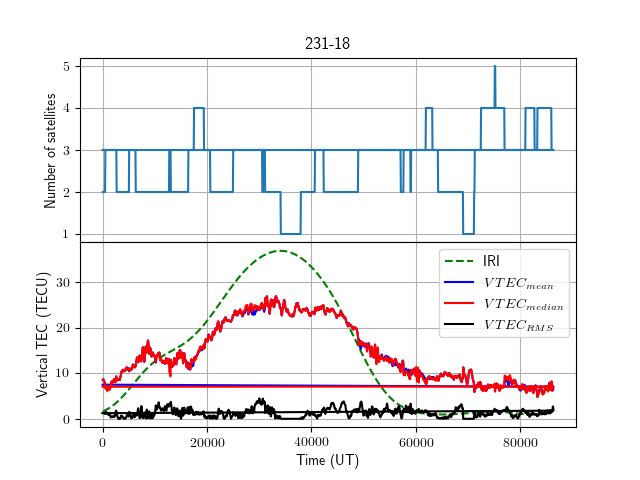 231-18
Number of satellites
5
4
3
2
1
Vertical TEC (TECU)
30
20
10
0
IRI
VTEC_mean
VTEC_median
VTEC_RMS
0 20000 40000 60000 80000
Time (UT)